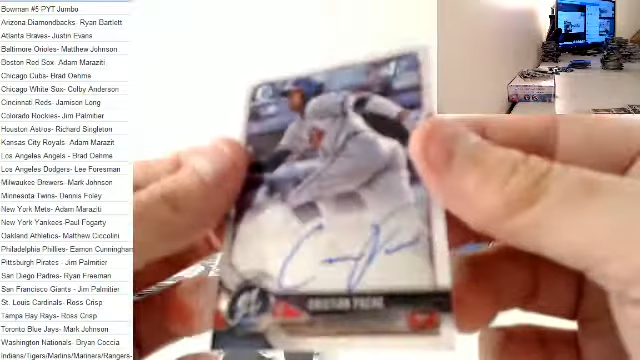 Bowman #5 PYT Jumbo
Arizona Diamondbacks- Ryan Bartlett
Atlanta Braves- Justin Evans
Baltimore Orioles- Matthew Johnson
Boston Red Sox- Adam Maraziti
Chicago Cubs- Brad Oehme
Chicago White Sox- Colby Anderson
Cincinnati Reds- Jamison Long
Colorado Rockies- Jim Palmitier
Houston Astros- Richard Singleton
Kansas City Royals- Adam Marazit
Los Angeles Angels - Brad Oehme
Los Angeles Dodgers- Lee Foresman
Milwaukee Brewers- Mark Johnson
Minnesota Twins- Dennis Foley
New York Mets- Adam Maraziti
New York Yankees-Paul Fogarty
Oakland Athletics- Matthew Ciccolini
Philadelphia Phillies- Eamon Cunningham
Pittsburgh Pirates - Jim Palmitier
San Diego Padres- Ryan Freeman
San Francisco Giants - Jim Palmitier
St. Louis Cardinals- Ross Crisp
Tampa Bay Rays- Ross Crisp
Toronto Blue Jays- Mark Johnson
Washington Nationals- Bryan Coccia
Indians/Tigers/Marlins/Mariners/Rangers-
CRISTIAN PACHE